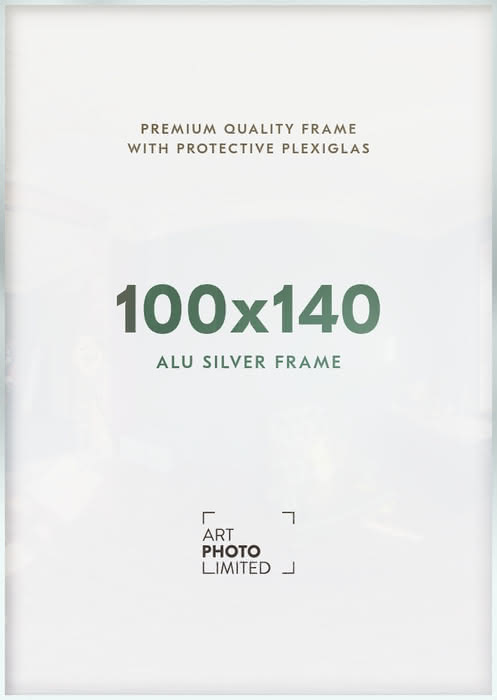 PREMIUM QUALITY FRAME
WITH PROTECTIVE PLEXIGLAS
100x140
ALU SILVER FRAME
ART
PHOTO
LIMITED